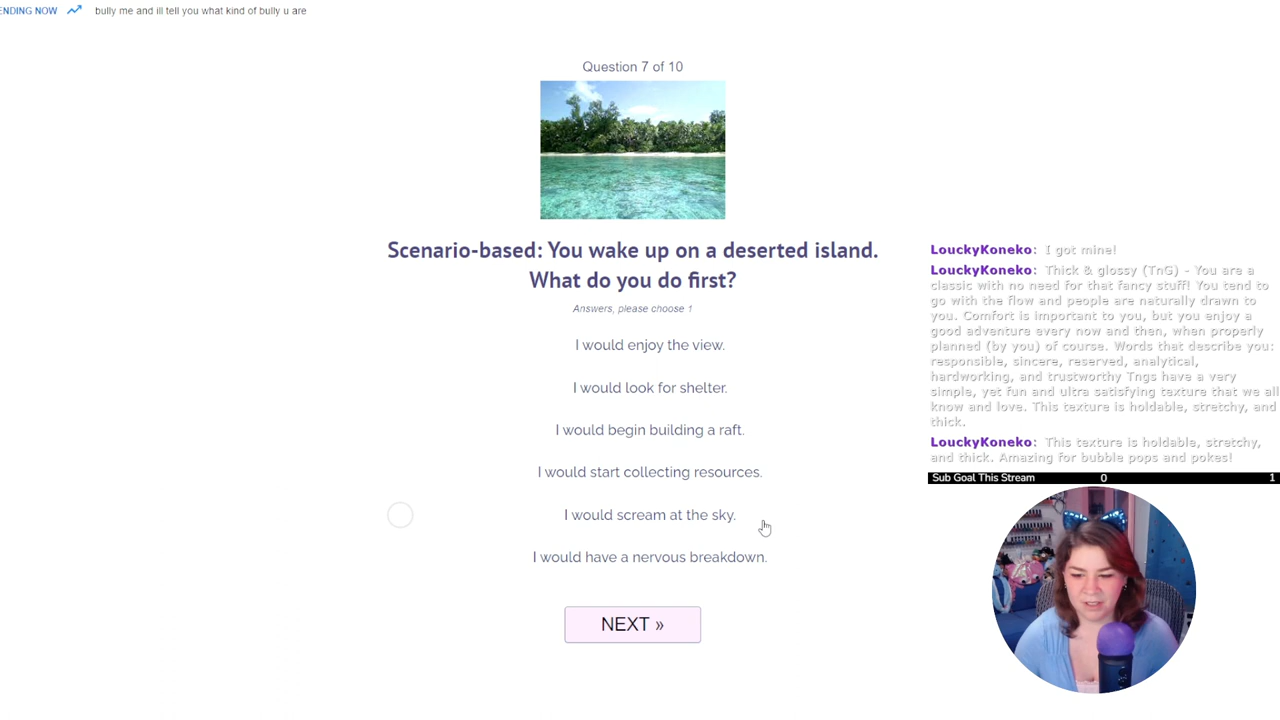 ENDING NOW bully me and ill tell you what kind of bully u are
Question 7 of 10
Scenario-based: You wake up on a deserted island.
What do you do first?
Answers, please choose 1
I would enjoy the view.
I would look for shelter.
I would begin building a raft.
I would start collecting resources.
I would scream at the sky.
I would have a nervous breakdown.
NEXT »
LouckyKoneko: I got mine!
LouckyKoneko: Thick & glossy (TnG) - You are a
classic with no need for that fancy stuff! You tend to
go with the flow and people are naturally drawn to
you. Comfort is important to you, but you enjoy a
good adventure every now and then, when properly
planned (by you) of course. Words that describe you:
responsible, sincere, reserved, analytical,
hardworking, and trustworthy Tngs have a very
simple, yet fun and ultra satisfying texture that we all
know and love. This texture is holdable, stretchy, and
thick.
LouckyKoneko: This texture is holdable, stretchy,
and thick. Amazing for bubble pops and pokes!
Sub Goal This Stream 0 1